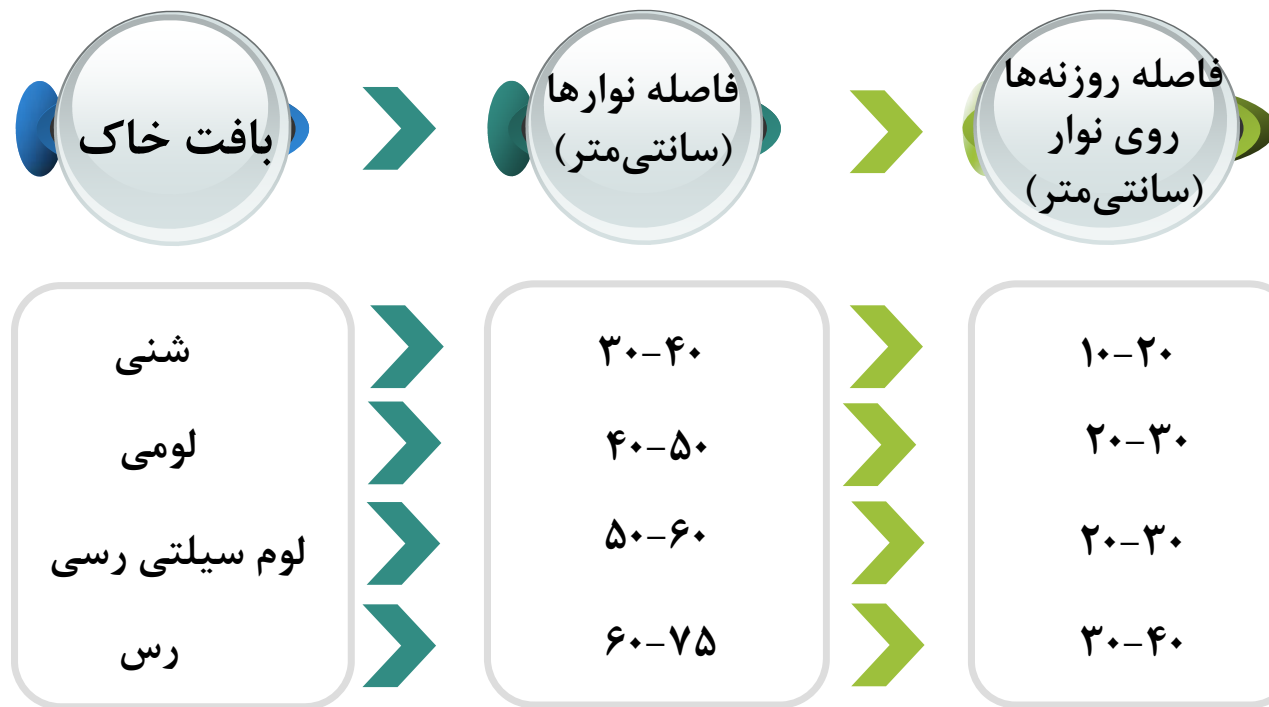 بافت خاک
فاصله نوارها
(سانتی‌متر)
فاصله روزنه‌ها
روی نوار
(سانتی‌متر)
شنی
۳۰-۴۰
۱۰-۲۰
لومی
۴۰-۵۰
۲۰-۳۰
لوم سیلتی رسی
۵۰-۶۰
۲۰-۳۰
رس
۶۰-۷۵
۳۰-۴۰